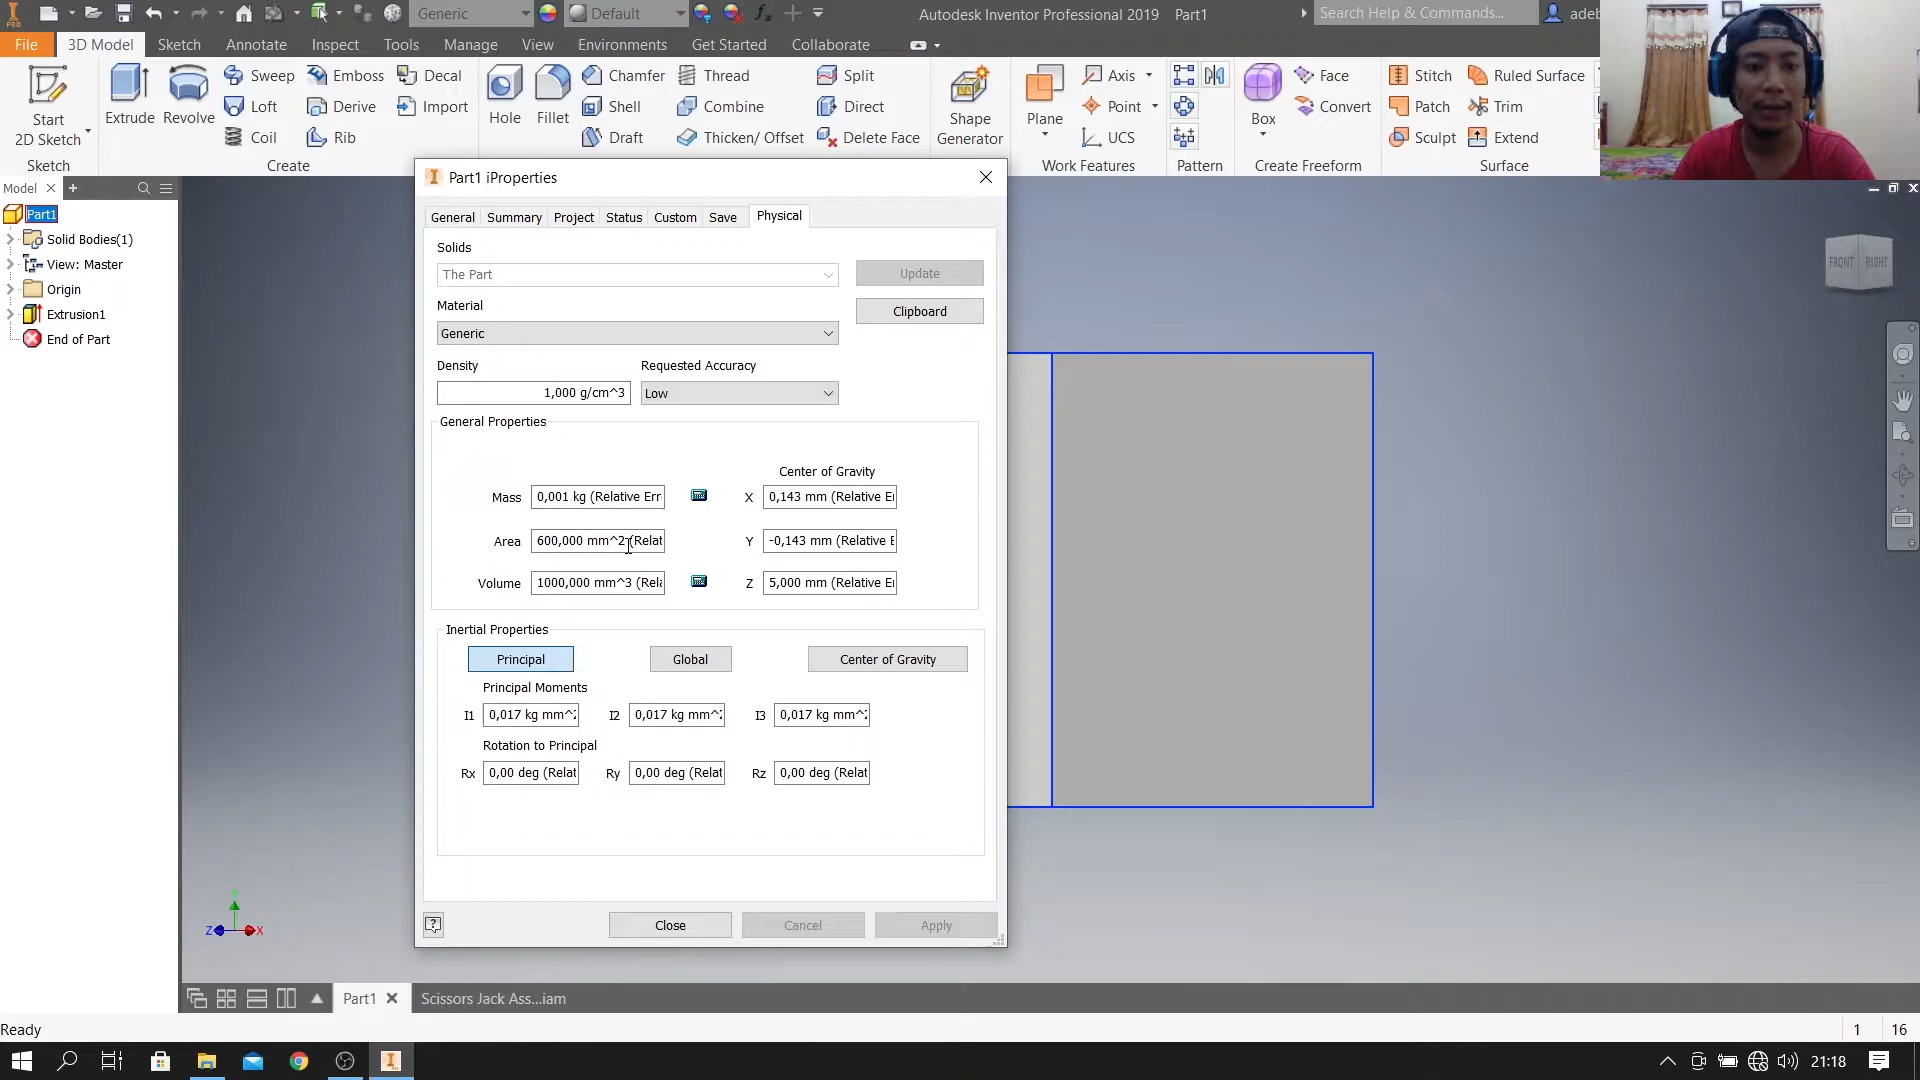 Generic
Default
Autodesk Inventor Professional 2019 Part1
Search Help & Commands...
PRO
File 3D Model Sketch Annotate Inspect Tools Manage View Environments Get Started Collaborate
Start
2D Sketch
Sketch
Extrude
Revolve
Sweep
Emboss
Decal
Loft
Derive
Import
Coil
Rib
Create
Hole
Fillet
Chamfer
Thread
Split
Shell
Combine
Direct
Draft
Thicken/ Offset
Delete Face
Shape
Generator
Plane
Axis
Point
UCS
Work Features
Pattern
Box
Face
Convert
Create Freeform
Stitch
Ruled Surface
Patch
Trim
Sculpt
Extend
Surface
Model
Part1
Solid Bodies(1)
View: Master
Origin
Extrusion1
End of Part
Part1 iProperties
General Summary Project Status Custom Save Physical
Solids
The Part
Update
Material
Clipboard
Generic
Density
Requested Accuracy
1,000 g/cm^3
Low
General Properties
Center of Gravity
Mass 0,001 kg (Relative Err
X 0,143 mm (Relative E
Area 600,000 mm^2 (Relat
Y -0,143 mm (Relative E
Volume 1000,000 mm^3 (Rela
Z 5,000 mm (Relative E
Inertial Properties
Principal
Global
Center of Gravity
Principal Moments
I1 0,017 kg mm^2
I2 0,017 kg mm^2
I3 0,017 kg mm^2
Rotation to Principal
Rx 0,00 deg (Relat
Ry 0,00 deg (Relat
Rz 0,00 deg (Relat
?
Close
Cancel
Apply
FRONT RIGHT
Y
Z X
Part1
Scissors Jack Ass...iam
Ready
1 16
21:18